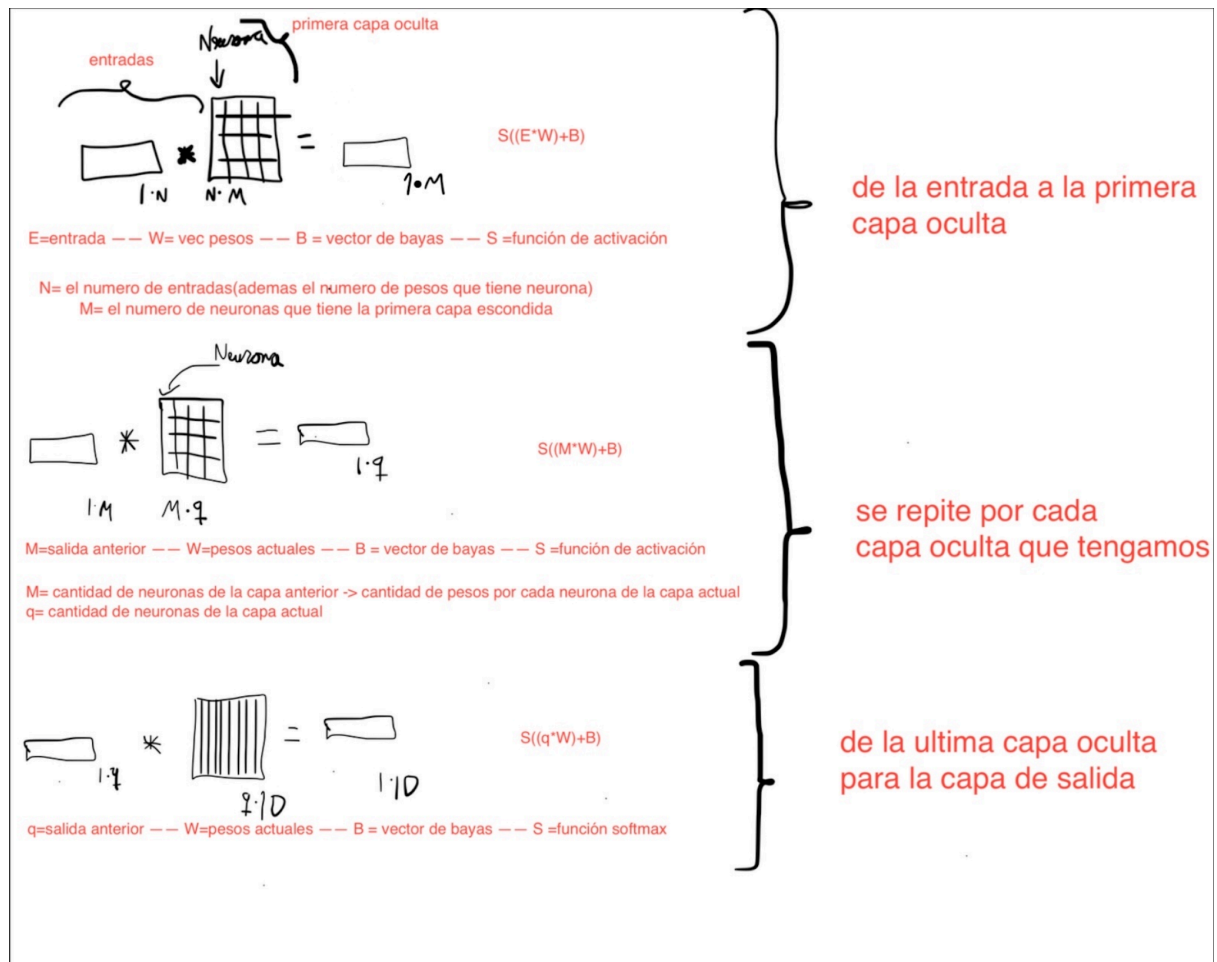 primera capa oculta
Neurona
entradas
*
=
S((E*W)+B)
1·N
N·M
1·M
E=entrada —— W= vec pesos —— B = vector de bayas —— S =función de activación
N= el numero de entradas(ademas el numero de pesos que tiene neurona)
M= el numero de neuronas que tiene la primera capa escondida
de la entrada a la primera
capa oculta
Neurona
*
=
S((M*W)+B)
1·q
1·M
M·q
M=salida anterior —— W=pesos actuales —— B = vector de bayas —— S =función de activación
M= cantidad de neuronas de la capa anterior -> cantidad de pesos por cada neurona de la capa actual
q= cantidad de neuronas de la capa actual
se repite por cada
capa oculta que tengamos
*
=
S((q*W)+B)
1·q
q·10
1·10
q=salida anterior —— W=pesos actuales —— B = vector de bayas —— S =función softmax
de la ultima capa oculta
para la capa de salida